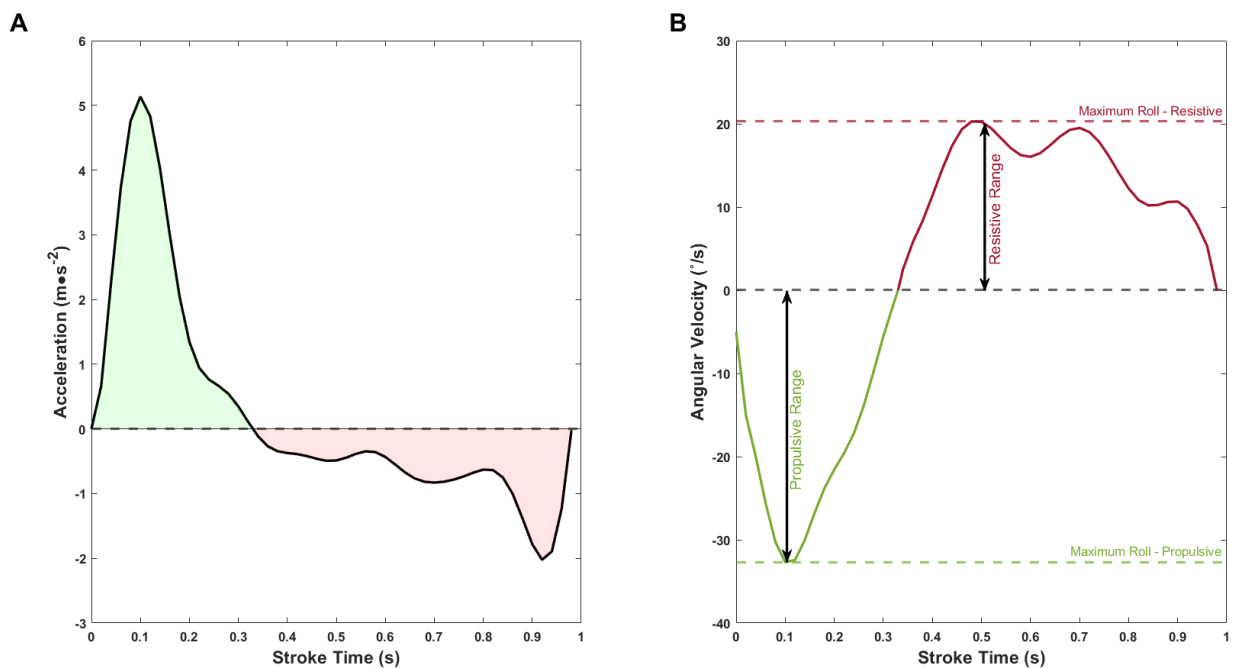 A
6
5
4
3
2
1
0
-1
-2
-3
Acceleration (m●s-2)
0 0.1 0.2 0.3 0.4 0.5 0.6 0.7 0.8 0.9 1
Stroke Time (s)
B
30
20
10
0
-10
-20
-30
-40
Angular Velocity (˚/s)
Maximum Roll - Resistive
Resistive Range
Propulsive Range
Maximum Roll - Propulsive
0 0.1 0.2 0.3 0.4 0.5 0.6 0.7 0.8 0.9 1
Stroke Time (s)